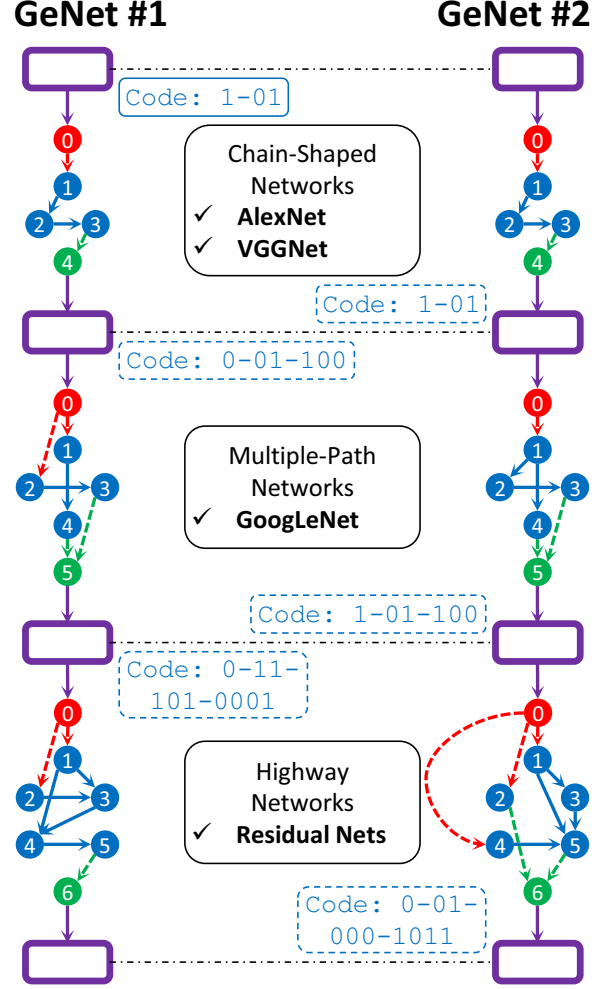 GeNet #1
GeNet #2
Code: 1-01
0
1
2
3
4
Chain-Shaped
Networks
✓ AlexNet
✓ VGGNet
0
1
2
3
4
Code: 1-01
Code: 0-01-100
0
1
2
3
4
5
Multiple-Path
Networks
✓ GoogLeNet
0
1
2
3
4
5
Code: 1-01-100
Code: 0-11-
101-0001
0
1
2
3
4
5
6
Highway
Networks
✓ Residual Nets
0
1
2
3
4
5
6
Code: 0-01-
000-1011